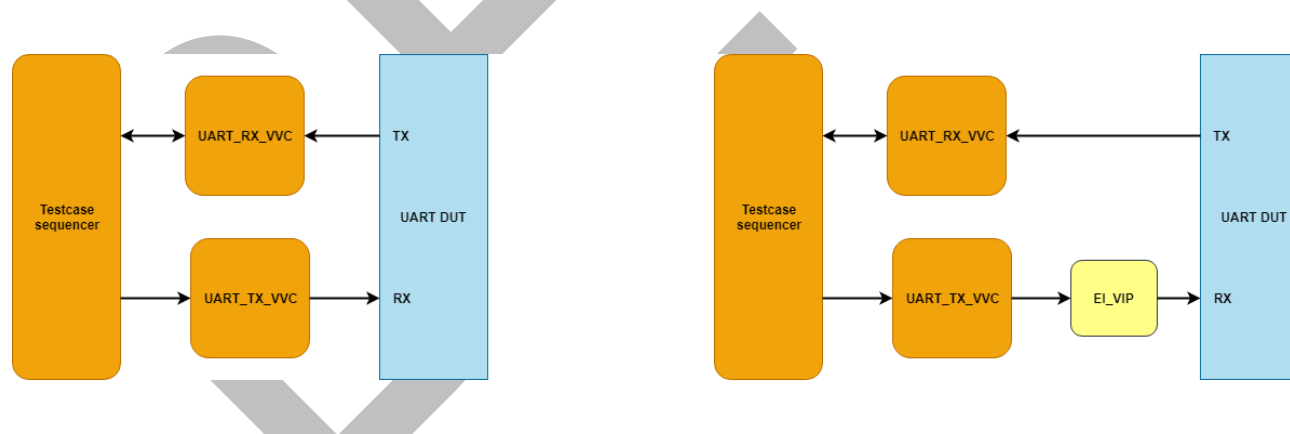 UART_RX_VVC
TX
Testcase
sequencer
UART DUT
UART_TX_VVC
RX
UART_RX_VVC
TX
Testcase
sequencer
UART DUT
UART_TX_VVC
EI_VIP
RX